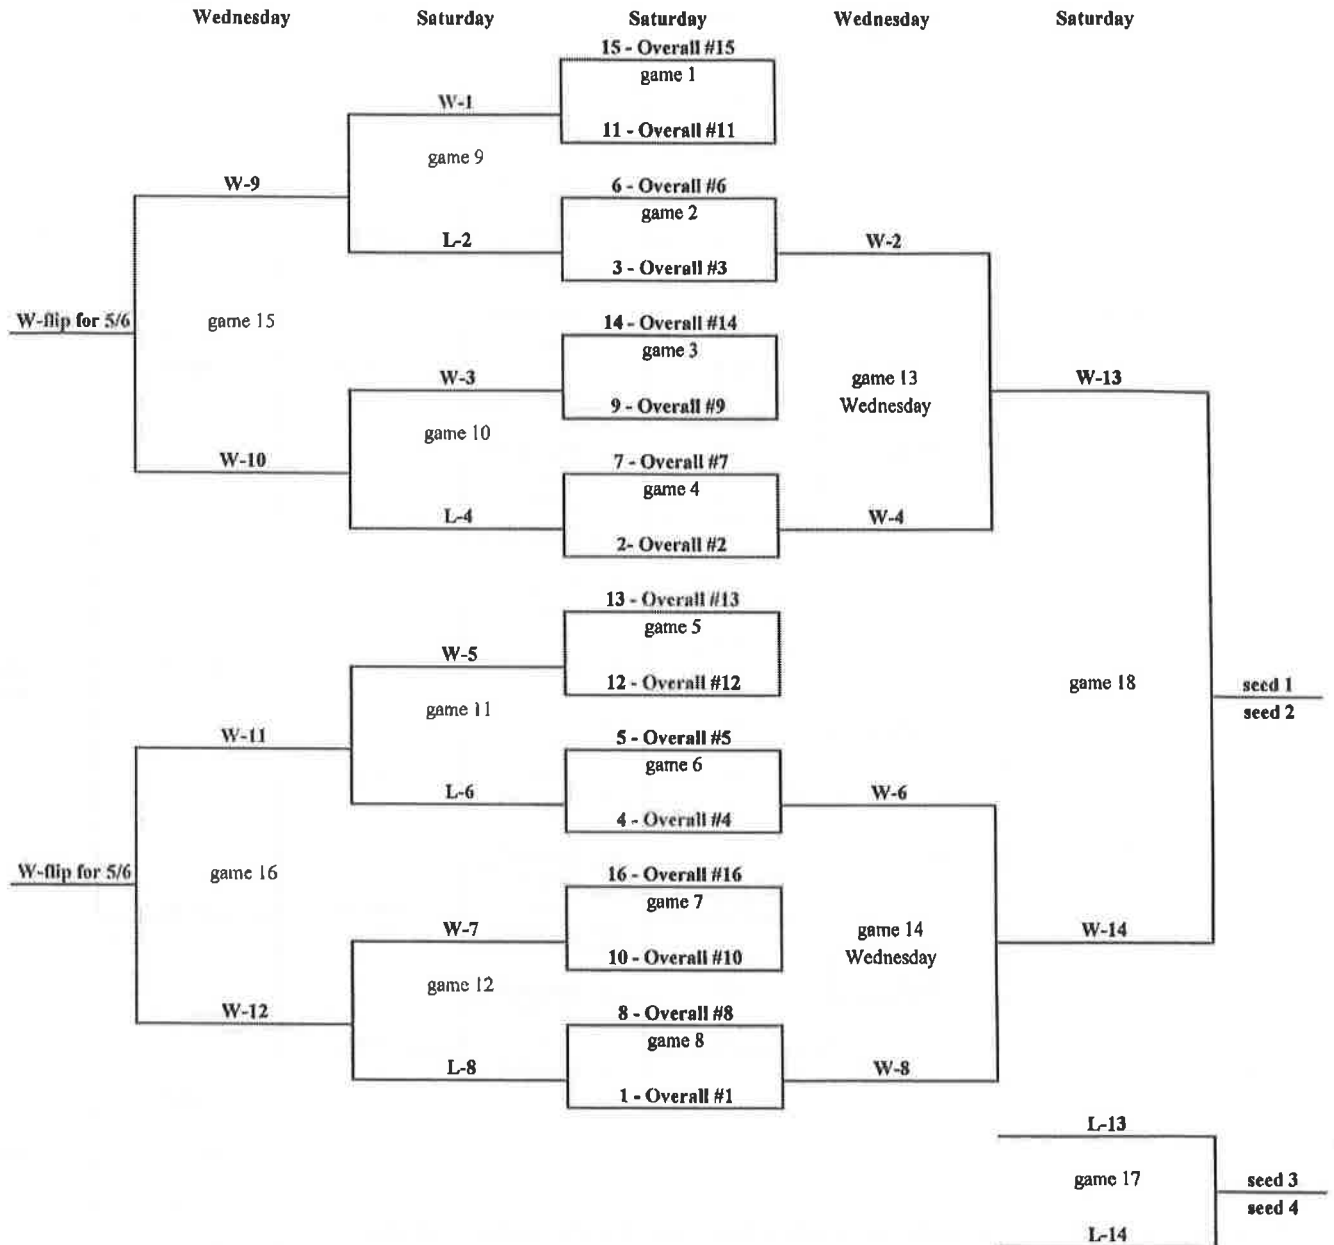 Wednesday Saturday Saturday Wednesday Saturday
15 - Overall #15
game 1
W-1
11 - Overall #11
game 9
W-9
6 - Overall #6
game 2
L-2
W-2
3 - Overall #3
W-flip for 5/6
game 15
14 - Overall #14
game 3
W-3
game 13
Wednesday
W-13
9 - Overall #9
game 10
W-10
7 - Overall #7
game 4
L-4
W-4
2- Overall #2
13 - Overall #13
game 5
W-5
12 - Overall #12
game 18
seed 1
seed 2
game 11
W-11
5 - Overall #5
game 6
L-6
W-6
4 - Overall #4
W-flip for 5/6
game 16
16 - Overall #16
game 7
W-7
game 14
Wednesday
W-14
10 - Overall #10
game 12
W-12
8 - Overall #8
game 8
L-8
W-8
1 - Overall #1
L-13
game 17
seed 3
seed 4
L-14